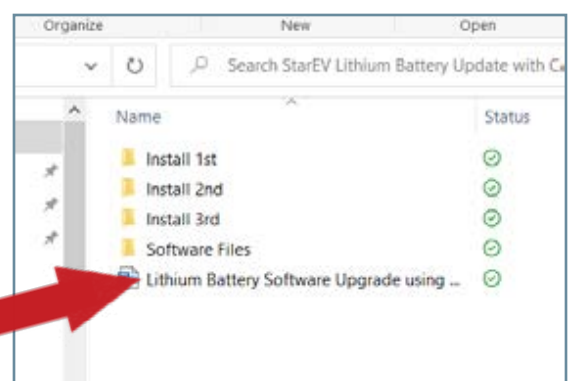 Organize New Open
Search StarEV Lithium Battery Update with Ca
Name Status
Install 1st
Install 2nd
Install 3rd
Software Files
Lithium Battery Software Upgrade using ...